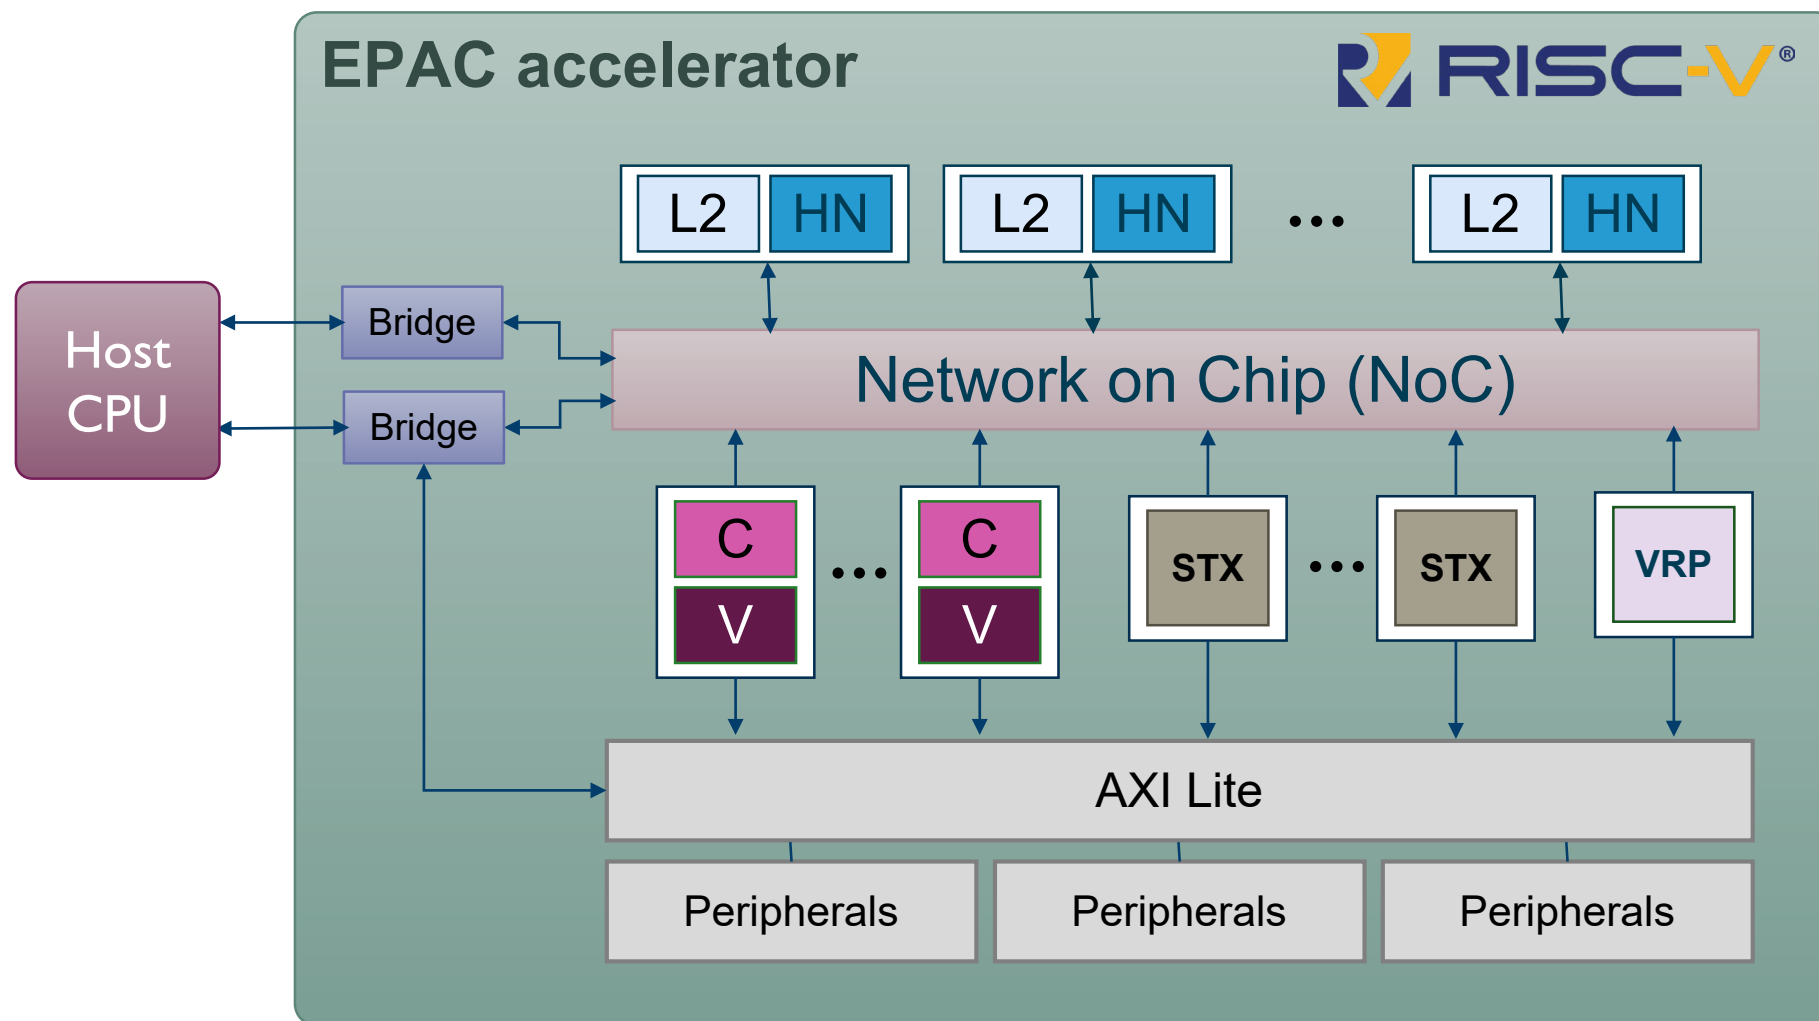 EPAC accelerator
RISC-V®
L2 HN
L2 HN
...
L2 HN
Host
CPU
Bridge
Bridge
Network on Chip (NoC)
C
V
...
C
V
STX
...
STX
VRP
AXI Lite
Peripherals
Peripherals
Peripherals